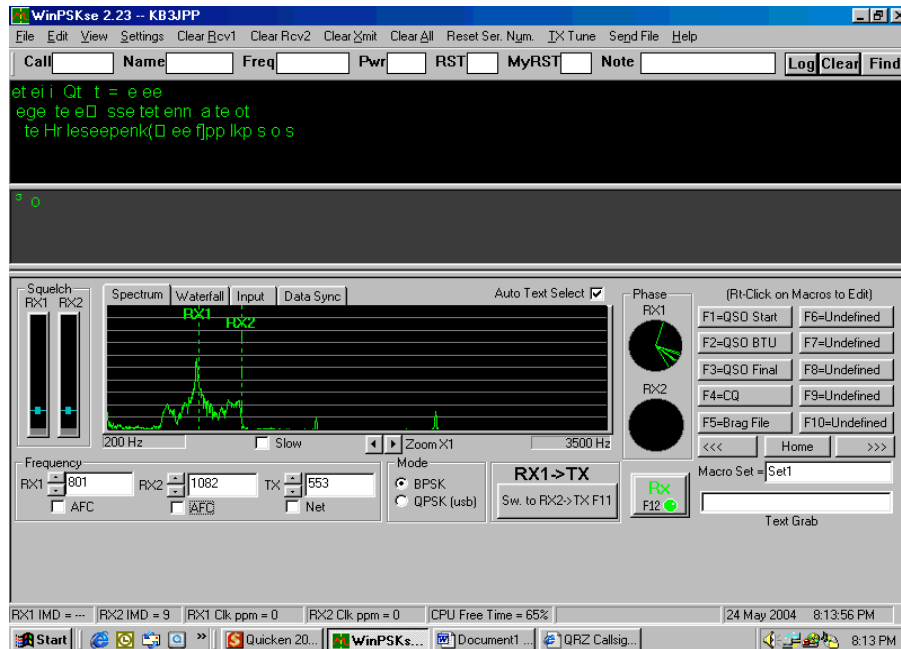 WinPSKse 2.23 -- KB3JPP
File Edit View Settings Clear Rcv1 Clear Rcv2 Clear Xmit Clear All Reset Ser. Num. TX Tune Send File Help
Call Name Freq Pwr RST MyRST Note Log Clear Find
et ei i Qt t = e ee
ege te e□ sse tet enn a te ot
te Hr leseepenk(□ ee f]pp lkp s o s
³ o
Squelch
RX1 RX2
Spectrum Waterfall Input Data Sync Auto Text Select
RX1
RX2
200 Hz Slow Zoom X1 3500 Hz
Phase
RX1
RX2
(Rt-Click on Macros to Edit)
F1=QSO Start F6=Undefined
F2=QSO BTU F7=Undefined
F3=QSO Final F8=Undefined
F4=CQ F9=Undefined
F5=Brag File F10=Undefined
<<< Home >>>
Macro Set = Set1
Text Grab
Frequency
RX1 801 RX2 1082 TX 553
AFC AFC Net
Mode
BPSK
QPSK (usb)
RX1->TX
Sw. to RX2->TX F11
Rx
F12
RX1 IMD = --- RX2 IMD = 9 RX1 Clk ppm = 0 RX2 Clk ppm = 0 CPU Free Time = 65% 24 May 2004 8:13:56 PM
Start » Quicken 20... WinPSKs... Document1 ... QRZ Callsig... 8:13 PM